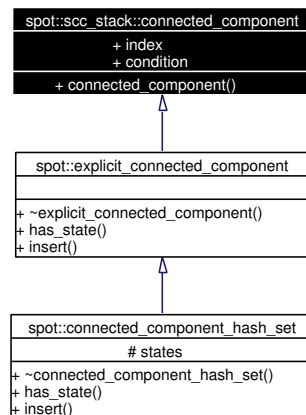 spot::scc_stack::connected_component
+ index
+ condition
+ connected_component()
spot::explicit_connected_component
+ ~explicit_connected_component()
+ has_state()
+ insert()
spot::connected_component_hash_set
# states
+ ~connected_component_hash_set()
+ has_state()
+ insert()